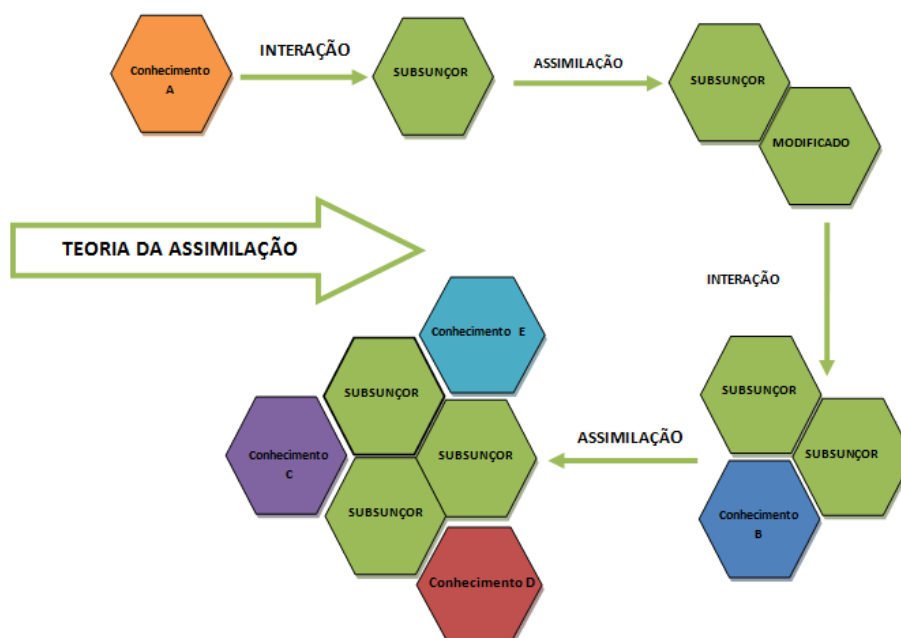 Conhecimento
A
INTERAÇÃO
SUBSUNÇOR
ASSIMILAÇÃO
SUBSUNÇOR
MODIFICADO
TEORIA DA ASSIMILAÇÃO
INTERAÇÃO
SUBSUNÇOR
SUBSUNÇOR
Conhecimento
B
ASSIMILAÇÃO
Conhecimento E
SUBSUNÇOR
Conhecimento
C
SUBSUNÇOR
SUBSUNÇOR
Conhecimento D